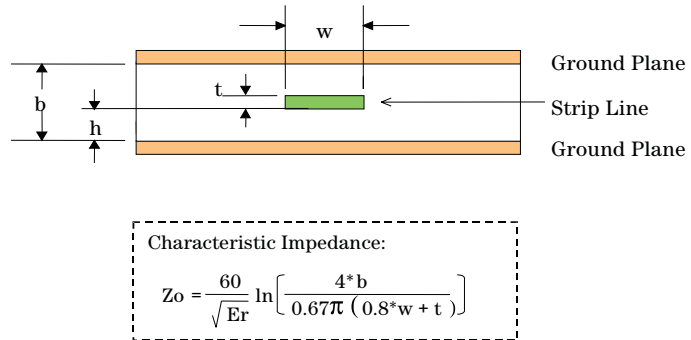 w
Ground Plane
t
b
Strip Line
h
Ground Plane
Characteristic Impedance:
Zo = 60 / √Er ln[ 4*b / 0.67π (0.8*w + t) ]